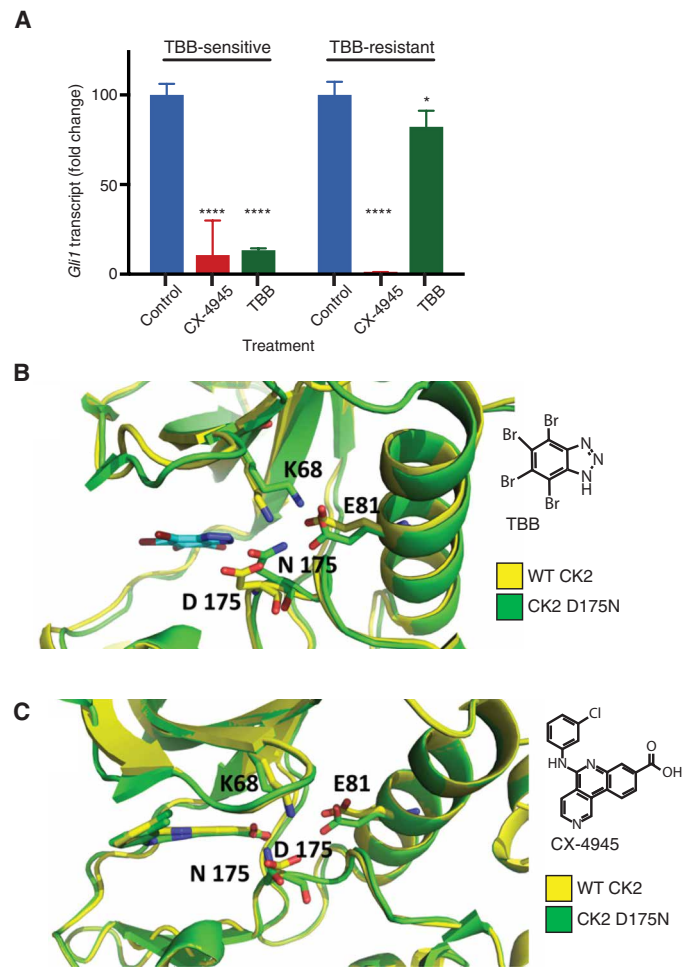 A
TBB-sensitive TBB-resistant
Gli1 transcript (fold change)
100
50
0
****
****
****
*
Control
CX-4945
TBB
Control
CX-4945
TBB
Treatment
B
K68
E81
N 175
D 175
Br
Br
Br
Br
N
N
N
H
TBB
WT CK2
CK2 D175N
C
K68
E81
D 175
N 175
Cl
HN
N
O
OH
N
CX-4945
WT CK2
CK2 D175N